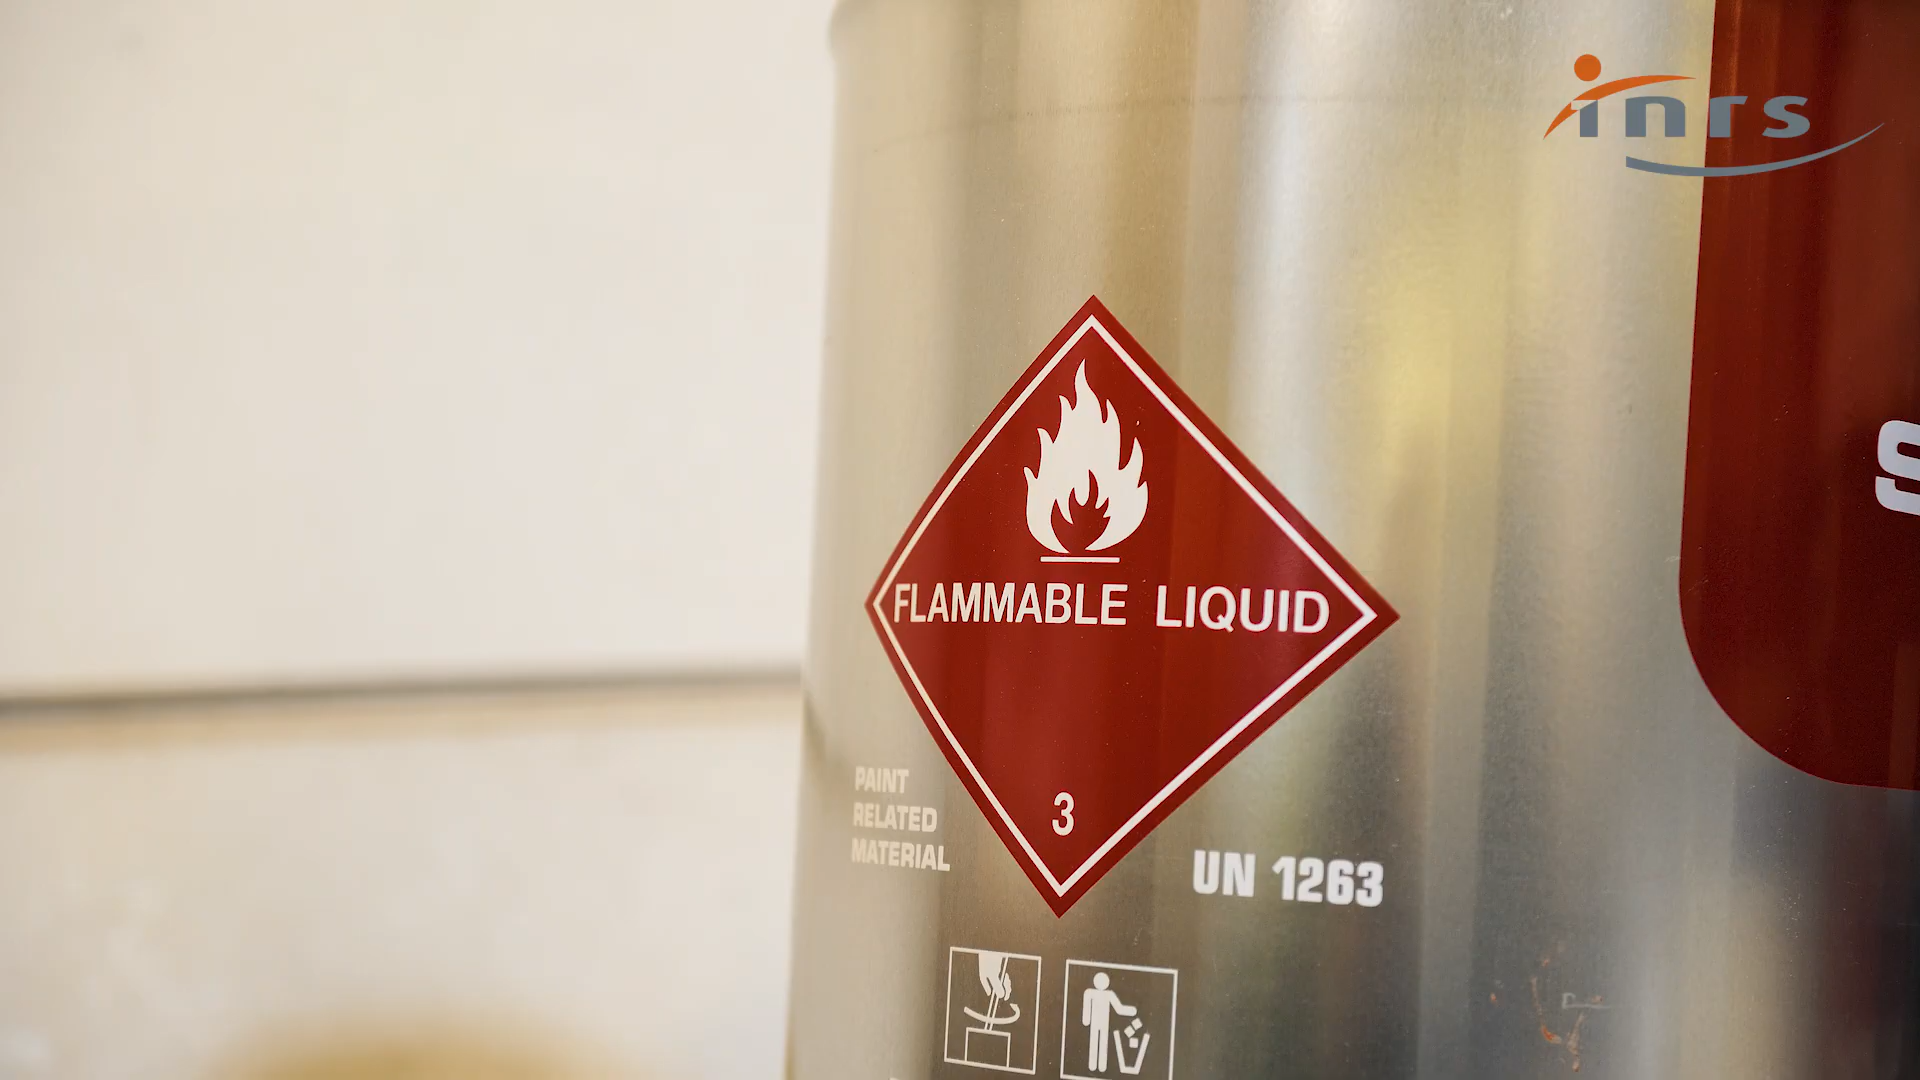 inrs
FLAMMABLE LIQUID
3
PAINT
RELATED
MATERIAL
UN 1263